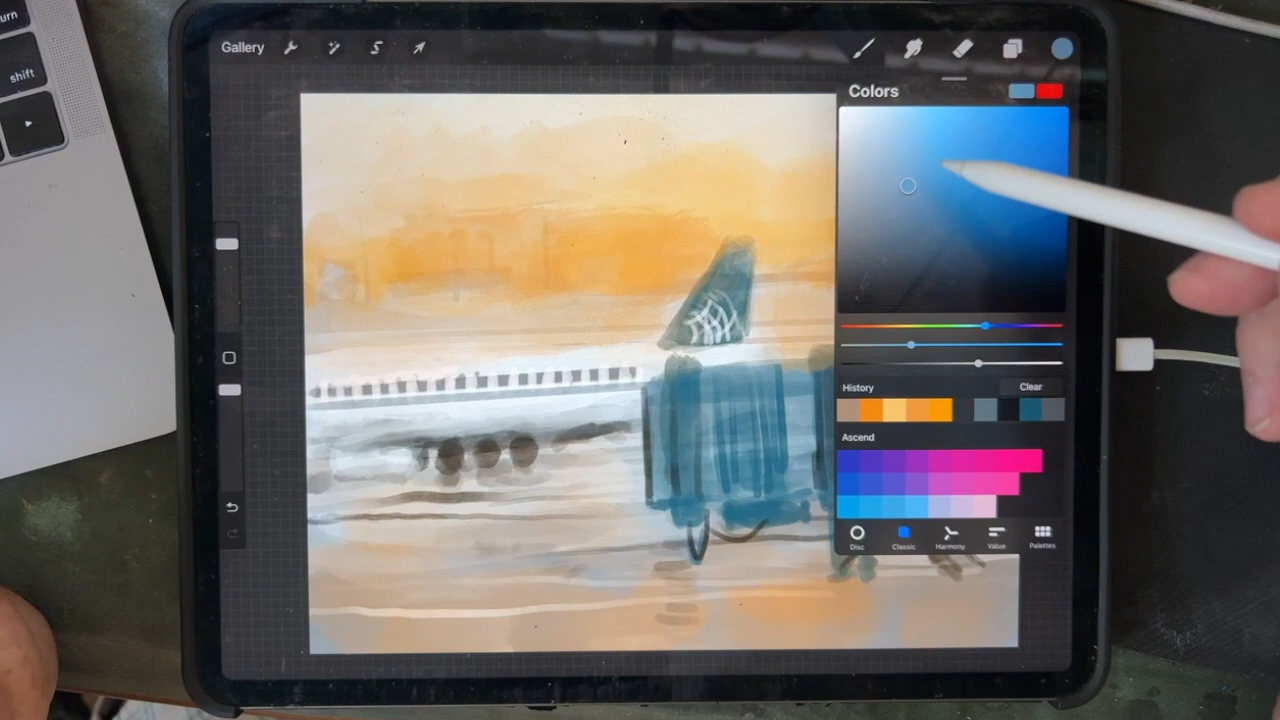 urn
shift
Gallery
Colors
History
Clear
Ascend
Disc
Classic
Harmony
Value
Palettes